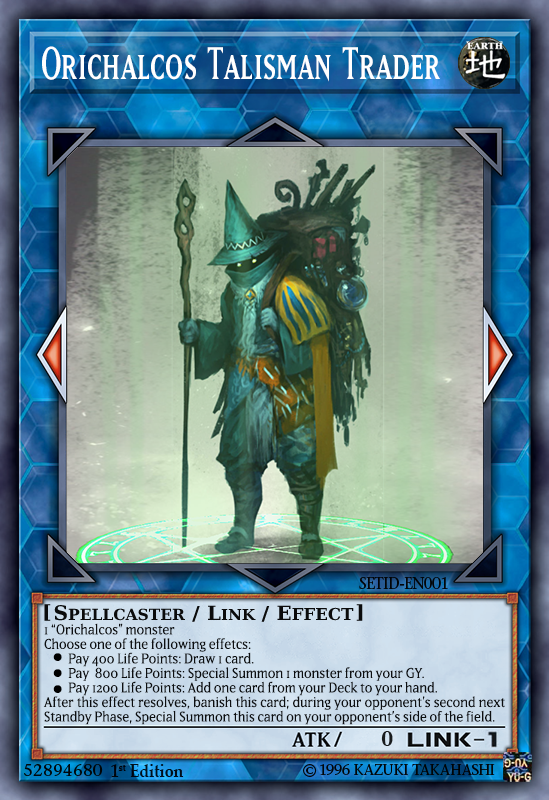 ORICHALCOS TALISMAN TRADER
EARTH
地
SETID-EN001
[SPELLCASTER / LINK / EFFECT]
1 "Orichalcos" monster
Choose one of the following effetcs:
● Pay 400 Life Points: Draw 1 card.
● Pay 800 Life Points: Special Summon 1 monster from your GY.
● Pay 1200 Life Points: Add one card from your Deck to your hand.
After this effect resolves, banish this card; during your opponent's second next
Standby Phase, Special Summon this card on your opponent's side of the field.
ATK/ 0 LINK-1
52894680 1st Edition © 1996 KAZUKI TAKAHASHI
YU-G